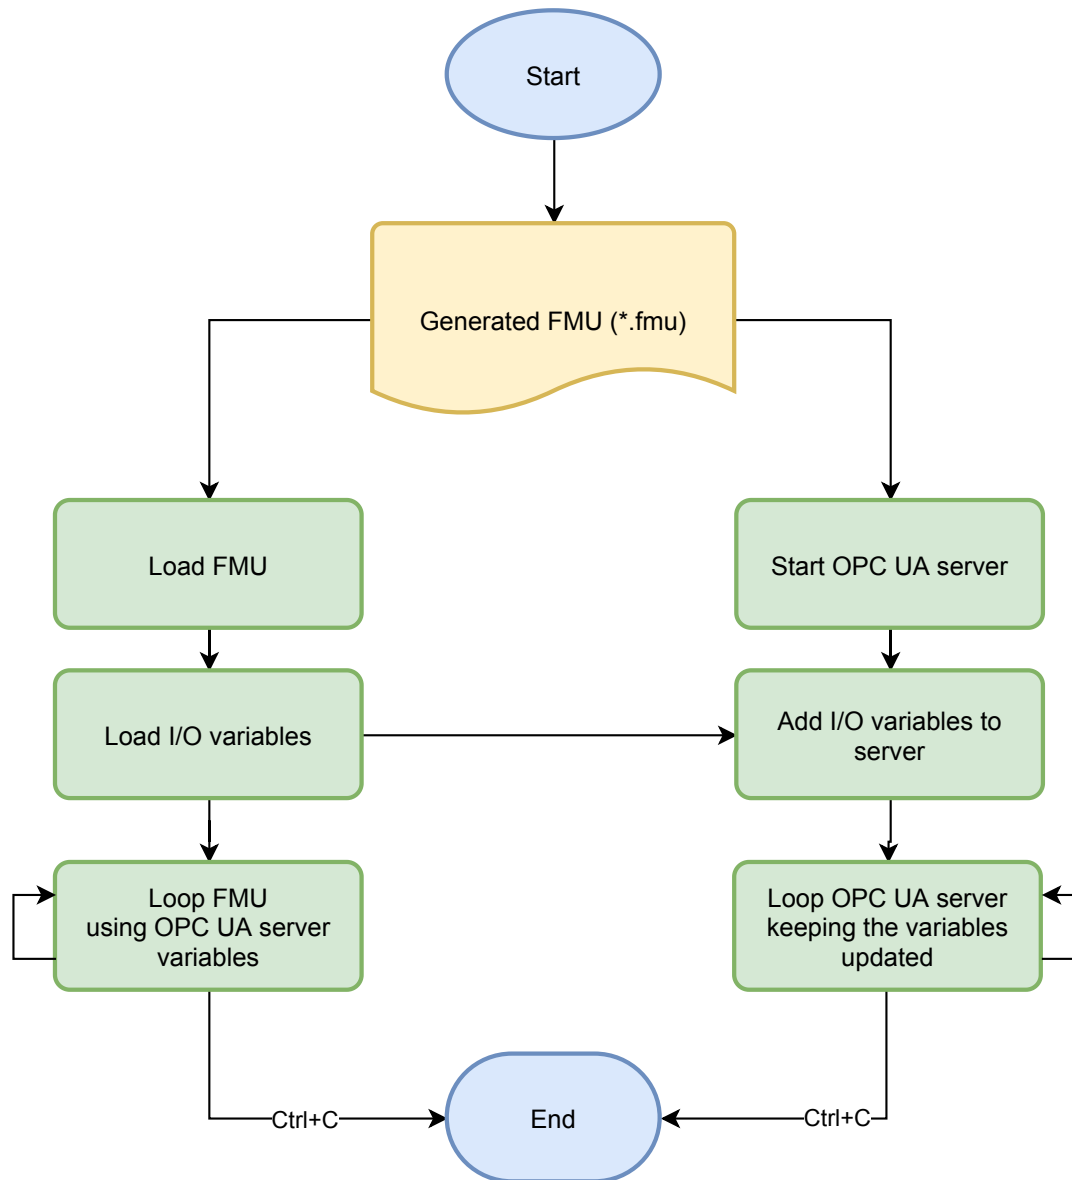 Start
Generated FMU (*.fmu)
Load FMU
Start OPC UA server
Load I/O variables
Add I/O variables to
server
Loop FMU
using OPC UA server
variables
Loop OPC UA server
keeping the variables
updated
Ctrl+C
End
Ctrl+C